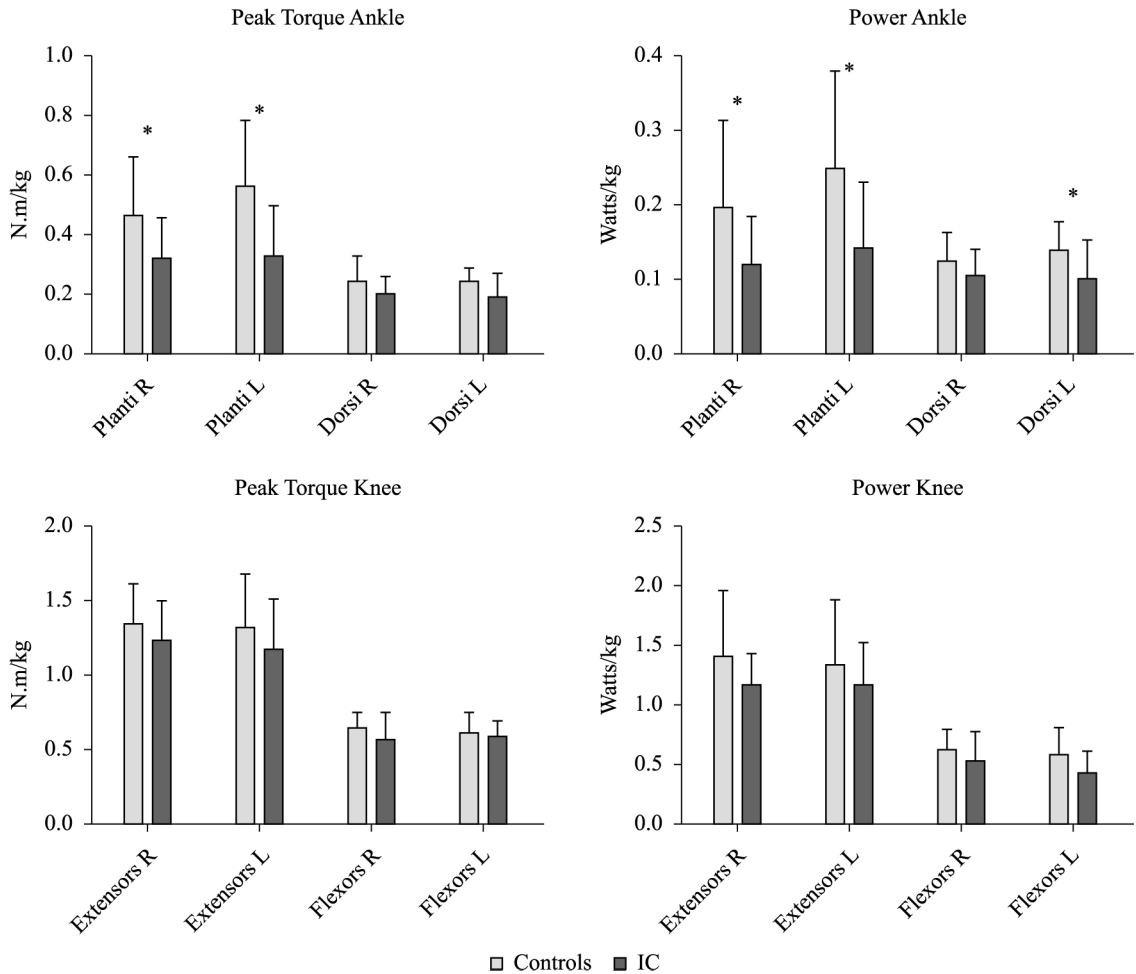 Peak Torque Ankle
N.m/kg
1.0
0.8
0.6
0.4
0.2
0.0
*
*
Planti R
Planti L
Dorsi R
Dorsi L
Power Ankle
Watts/kg
0.4
0.3
0.2
0.1
0.0
*
*
*
Planti R
Planti L
Dorsi R
Dorsi L
Peak Torque Knee
N.m/kg
2.0
1.5
1.0
0.5
0.0
Extensors R
Extensors L
Flexors R
Flexors L
Power Knee
Watts/kg
2.5
2.0
1.5
1.0
0.5
0.0
Extensors R
Extensors L
Flexors R
Flexors L
Controls
IC